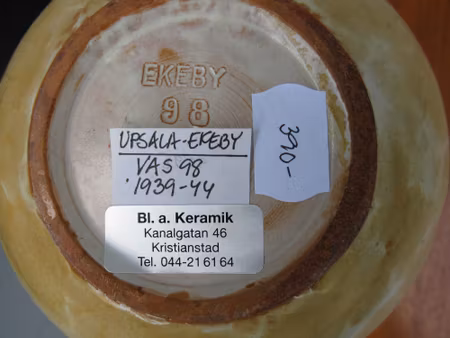 EKEBY
98
UPSALA-EKEBY
VAS 98
1939-44
390-
Bl. a. Keramik
Kanalgatan 46
Kristianstad
Tel. 044-21 61 64